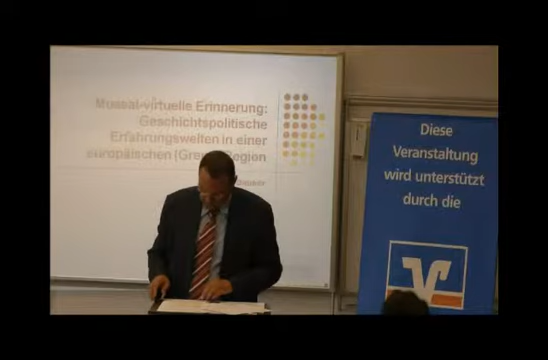 Museal-virtuelle Erinnerung:
Geschichtspolitische
Erfahrungswelten in einer
europäischen (Grenz)Region
Diese
Veranstaltung
wird unterstützt
durch die